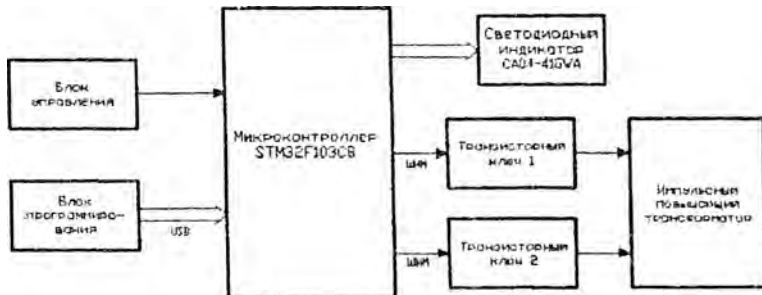 Блок
управления
Блок
программиро-
вания
USB
Микроконтроллер
STM32F103CB
Светодиодный
индикатор
CA04-41GWA
ШИМ
Транзисторный
ключ 1
ШИМ
Транзисторный
ключ 2
Импульсный
повышающий
трансформатор